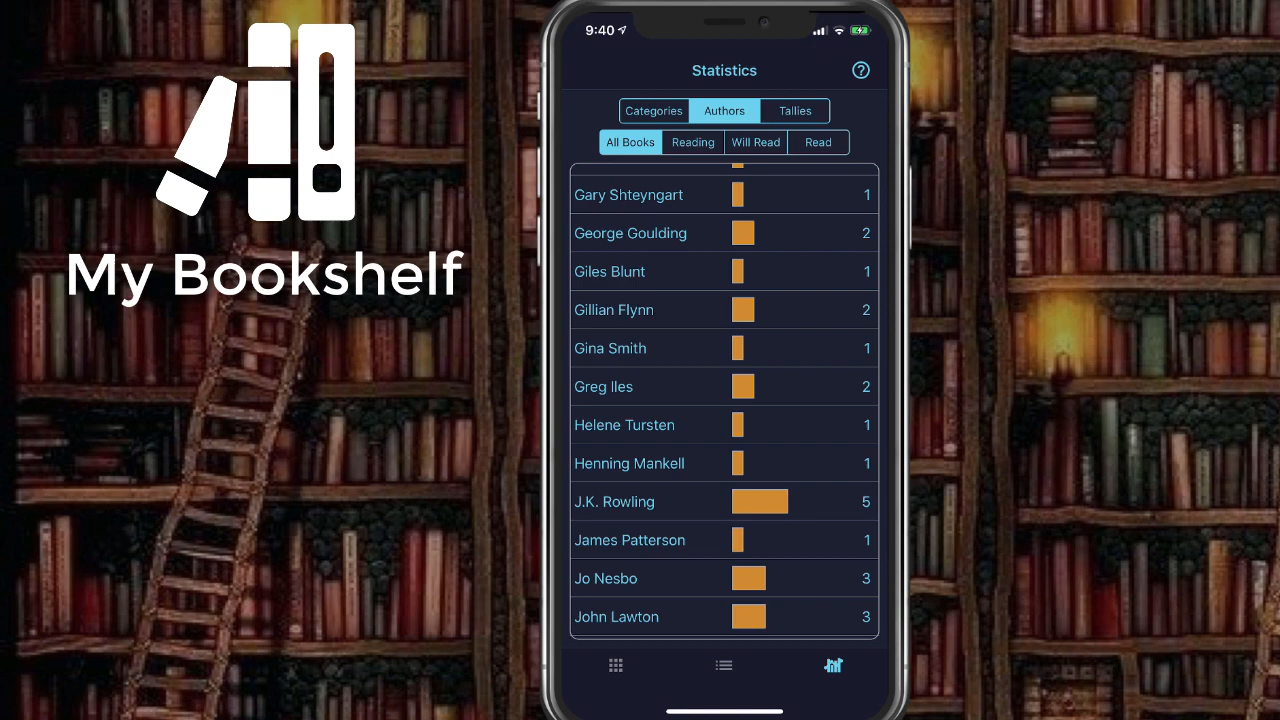 My Bookshelf
9:40
Statistics
?
Categories Authors Tallies
All Books Reading Will Read Read
Gary Shteyngart 1
George Goulding 2
Giles Blunt 1
Gillian Flynn 2
Gina Smith 1
Greg Iles 2
Helene Tursten 1
Henning Mankell 1
J.K. Rowling 5
James Patterson 1
Jo Nesbo 3
John Lawton 3